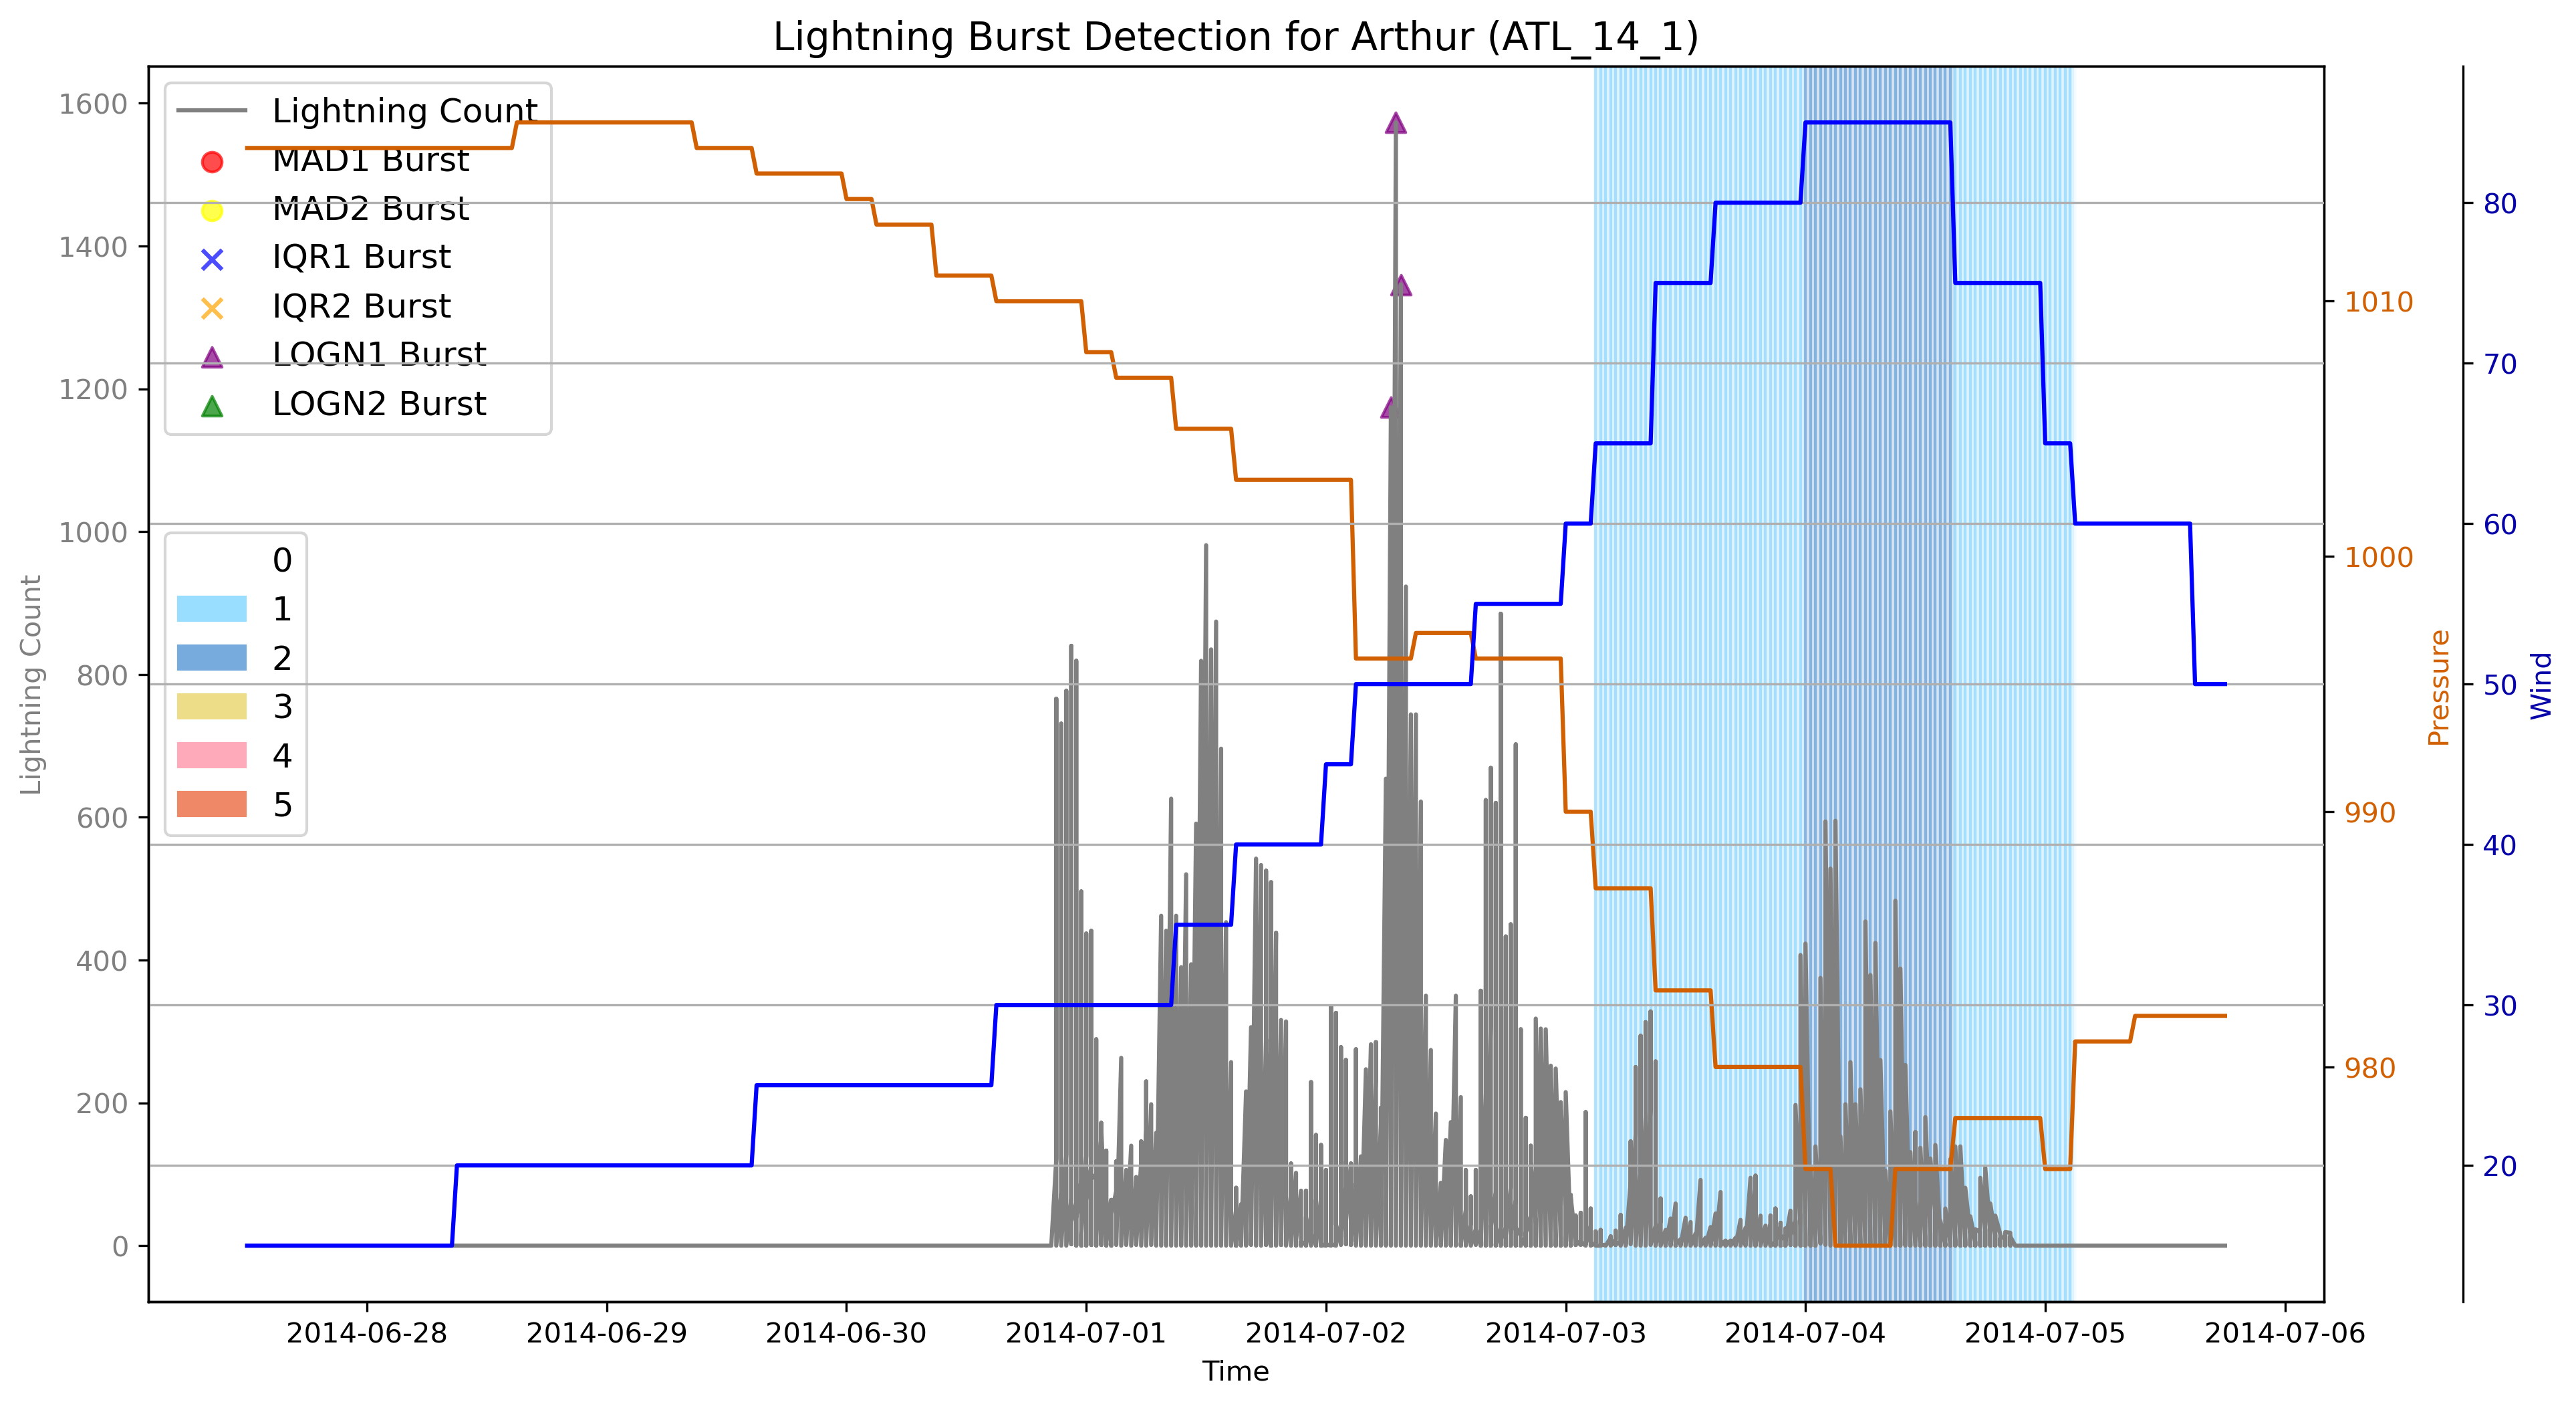 Lightning Burst Detection for Arthur (ATL_14_1)
Lightning Count
MAD1 Burst
MAD2 Burst
IQR1 Burst
IQR2 Burst
LOGN1 Burst
LOGN2 Burst
0
1
2
3
4
5
1600
1400
1200
1000
800
600
400
200
0
Lightning Count
1010
1000
990
980
Pressure
80
70
60
50
40
30
20
Wind
2014-06-28
2014-06-29
2014-06-30
2014-07-01
2014-07-02
2014-07-03
2014-07-04
2014-07-05
2014-07-06
Time